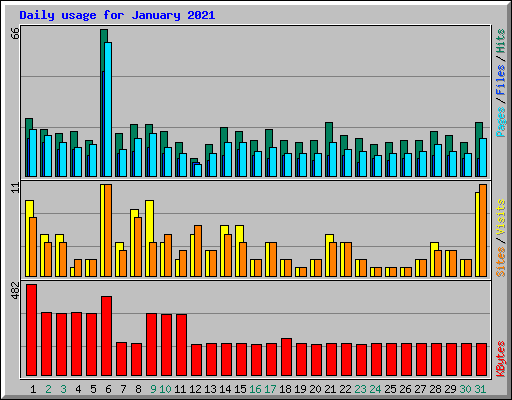 Daily usage for January 2021
66
Pages / Files / Hits
11
Sites / Visits
482
KBytes
1 2 3 4 5 6 7 8 9 10 11 12 13 14 15 16 17 18 19 20 21 22 23 24 25 26 27 28 29 30 31